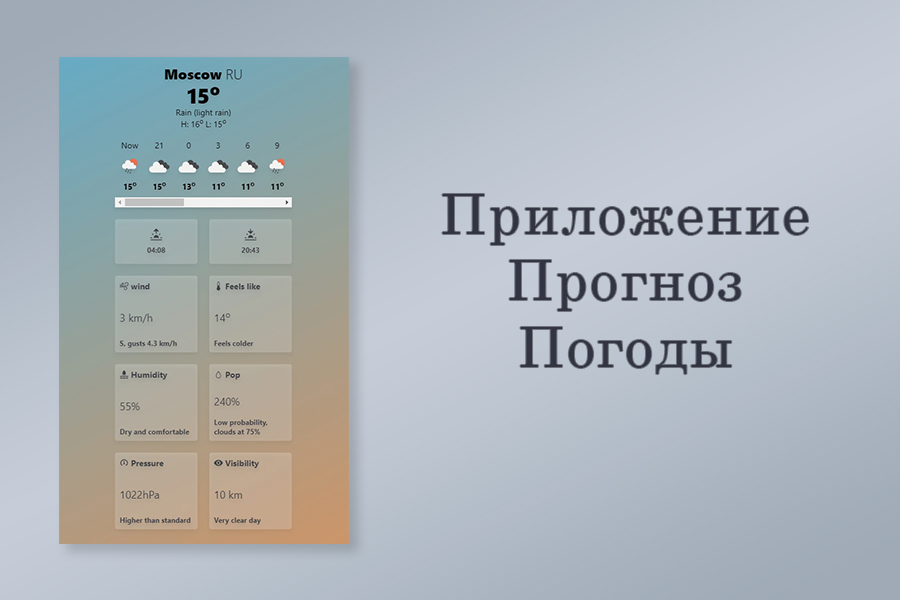 Moscow RU
15°
Rain (light rain)
H: 16° L: 15°
Now 21 0 3 6 9
15° 15° 13° 11° 11° 11°
04:08 20:43
wind
3 km/h
S. gusts 4.3 km/h
Feels like
14°
Feels colder
Humidity
55%
Dry and comfortable
Pop
240%
Low probability,
clouds at 75%
Pressure
1022hPa
Higher than standard
Visibility
10 km
Very clear day
Приложение
Прогноз
Погоды